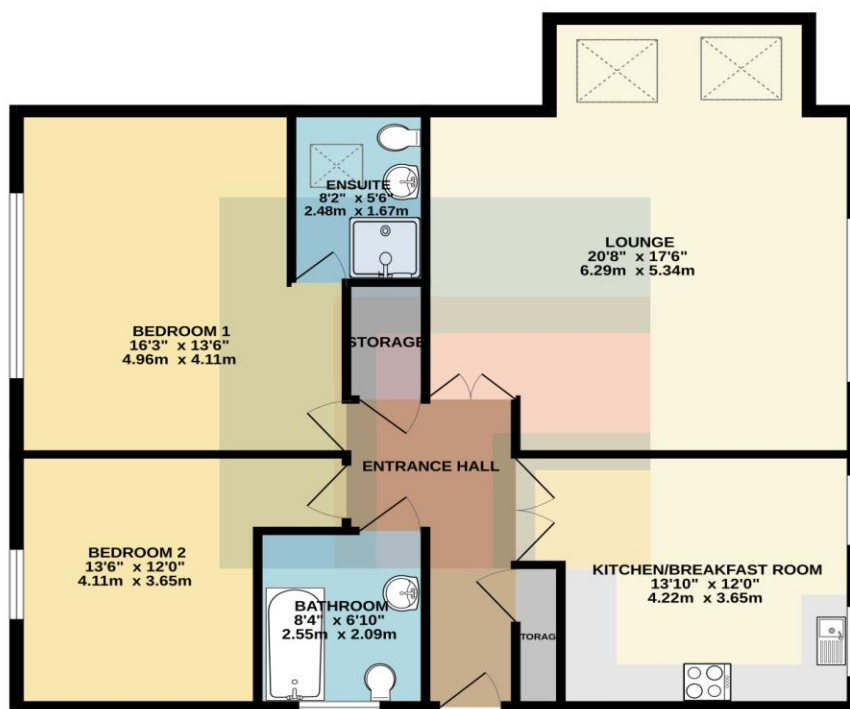 ENSUITE
8'2" x 5'6"
2.48m x 1.67m
LOUNGE
20'8" x 17'6"
6.29m x 5.34m
BEDROOM 1
16'3" x 13'6"
4.96m x 4.11m
STORAGE
ENTRANCE HALL
BEDROOM 2
13'6" x 12'0"
4.11m x 3.65m
BATHROOM
8'4" x 6'10"
2.55m x 2.09m
TORAG
KITCHEN/BREAKFAST ROOM
13'10" x 12'0"
4.22m x 3.65m